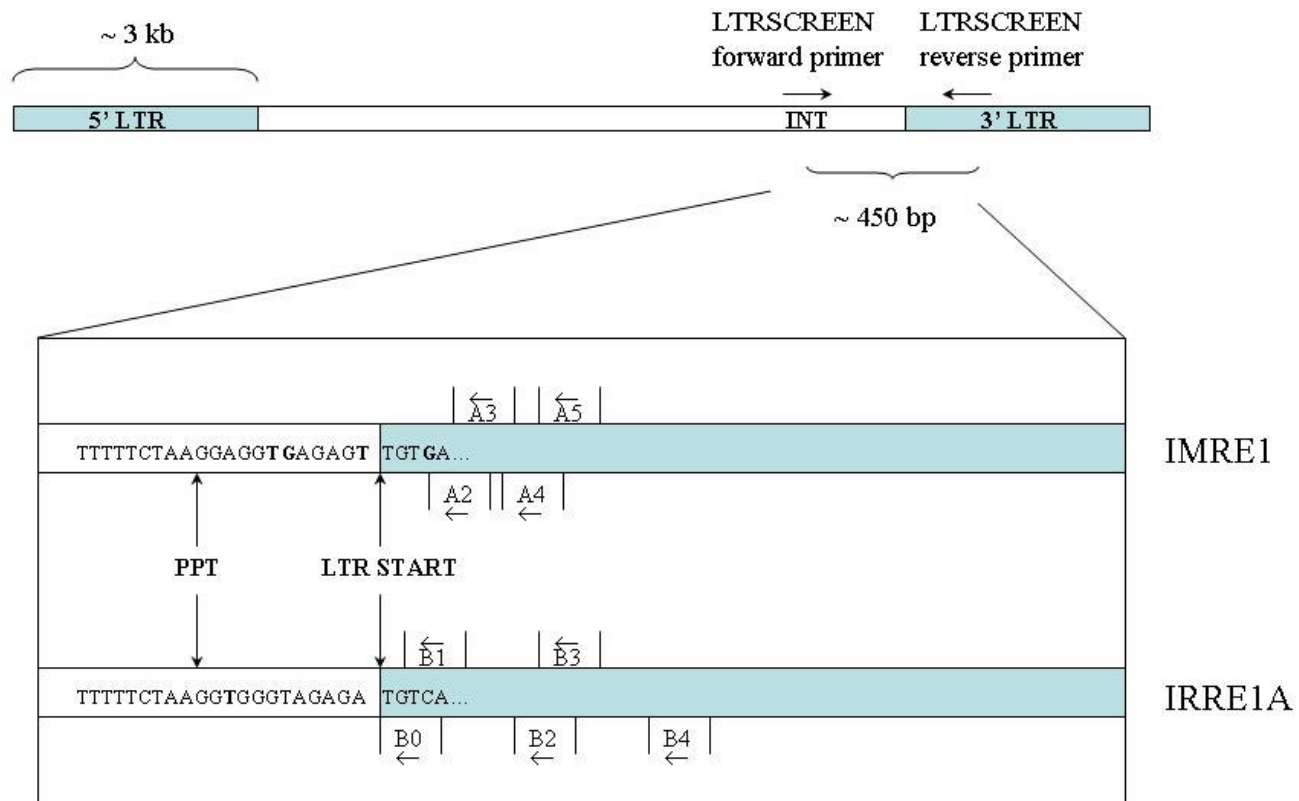 ~ 3 kb
LTRSCREEN
forward primer
LTRSCREEN
reverse primer
5' LTR
INT
3' LTR
~ 450 bp
A3
A5
TTTTTCTAAGGAGGTGAGAGT TGTGA...
IMRE1
A2
A4
PPT
LTR START
B1
B3
TTTTTCTAAGGTGGGTAGAGA TGTCA...
IRRE1A
B0
B2
B4